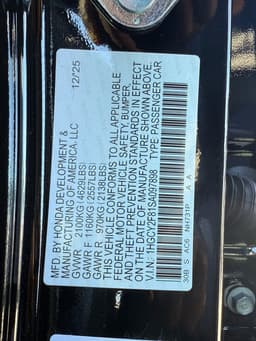 MFD. BY HONDA DEVELOPMENT & 12/25
MANUFACTURING OF AMERICA, LLC
GVWR 2100KG(4629LBS)
GAWR F 1160KG(2557LBS)
GAWR R 970KG(2138LBS)
THIS VEHICLE CONFORMS TO ALL APPLICABLE
FEDERAL MOTOR VEHICLE SAFETY, BUMPER,
AND THEFT PREVENTION STANDARDS IN EFFECT
ON THE DATE OF MANUFACTURE SHOWN ABOVE.
V.I.N: 1HGCY2F81SA097898 TYPE: PASSENGER CAR
30B S AC6 NH731P A A